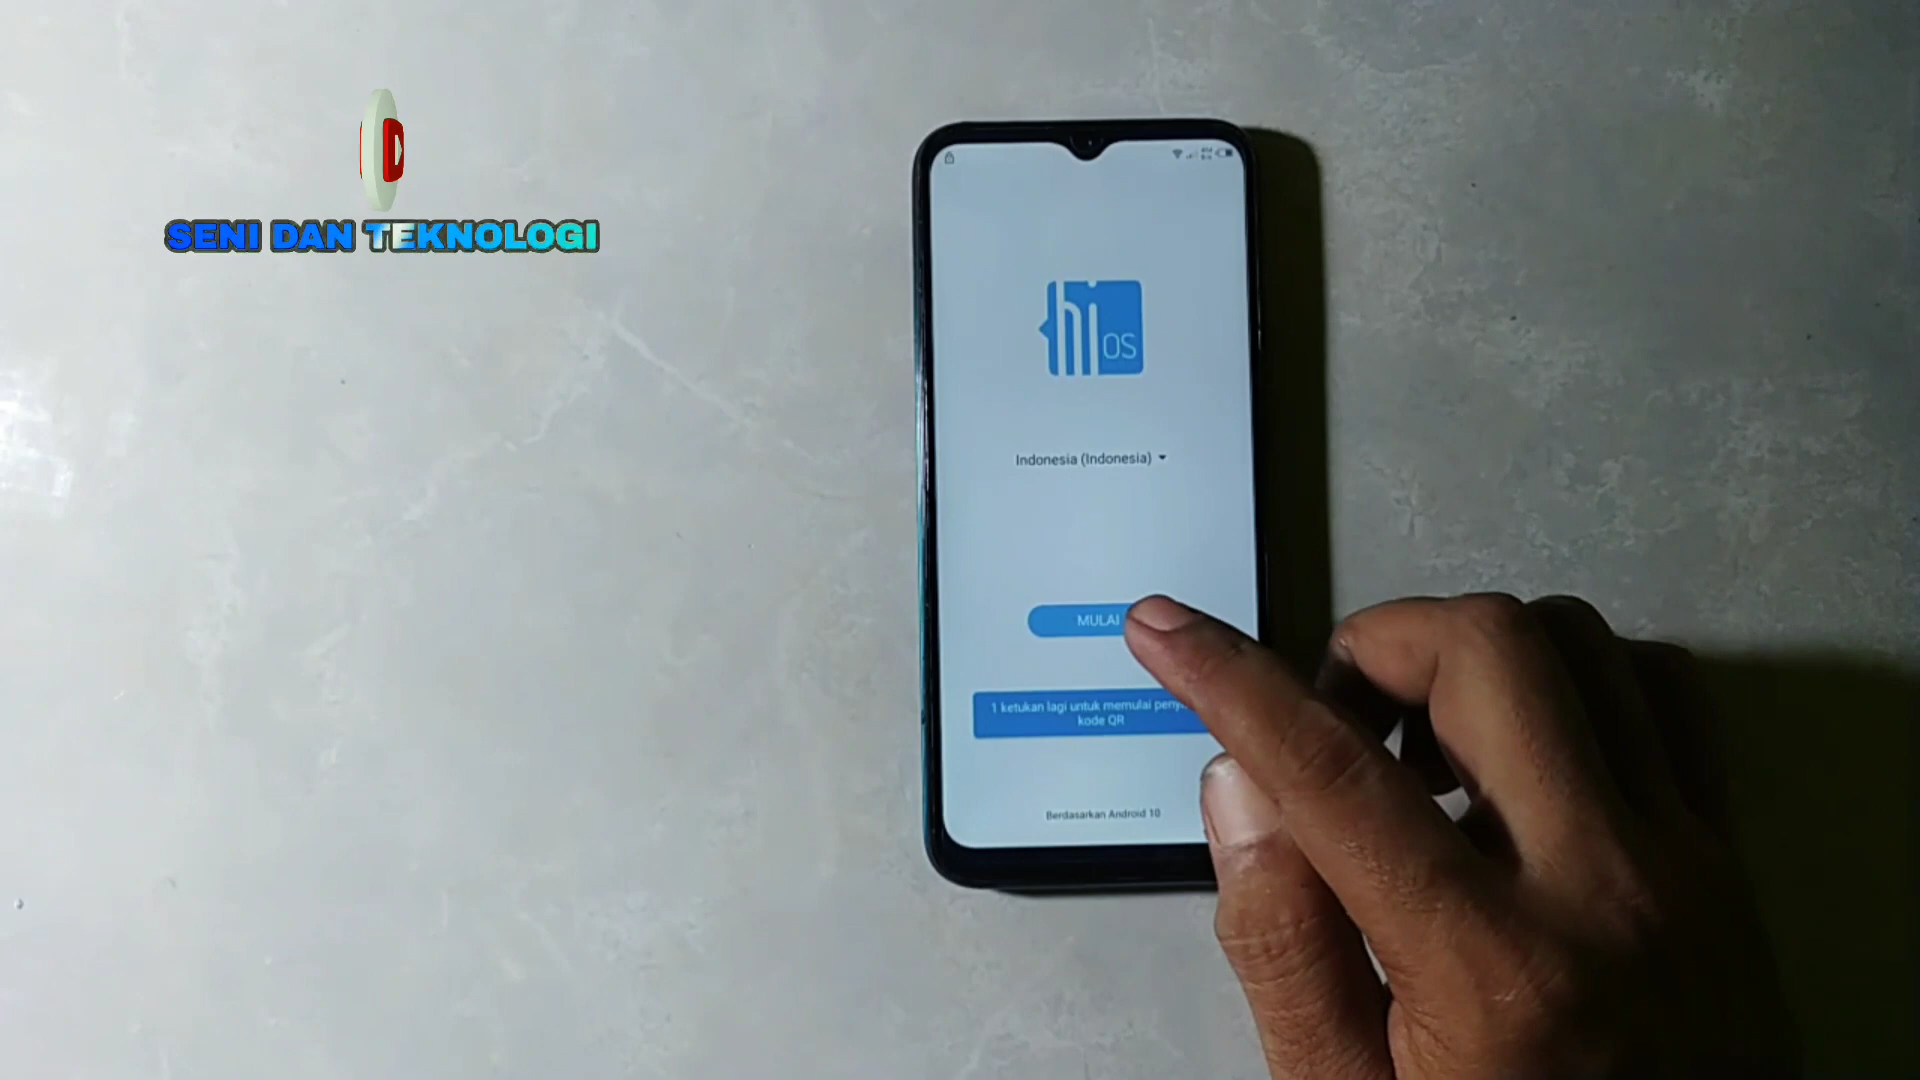 SENI DAN TEKNOLOGI
hi OS
Indonesia (Indonesia)
MULAI
1 ketukan lagi untuk memulai
kode QR
Berdasarkan Android 10